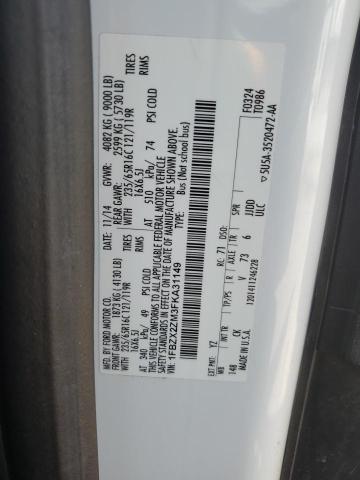 MFD. BY FORD MOTOR CO. 11/14 GVWR: 4082 KG ( 9000 LB)
FRONT GAWR: 1873 KG ( 4130 LB) REAR GAWR: 2599 KG ( 5730 LB)
WITH 235/65R16C 121/119R TIRES WITH 235/65R16C 121/119R TIRES
16X6.5J RIMS 16X6.5J RIMS
AT 340 kPa/ 49 PSI COLD AT 510 kPa/ 74 PSI COLD
THIS VEHICLE CONFORMS TO ALL APPLICABLE FEDERAL MOTOR VEHICLE
SAFETY STANDARDS IN EFFECT ON THE DATE OF MANUFACTURE SHOWN ABOVE.
VIN: 1FBZX2ZM3FKA31149 TYPE: Bus (Not school bus)
F0324
T0986
EXT PNT: YZ RC: 71 DSO:
WB TP/PS R AXLE TR SPR
148 CK V 73 6 JJDD
MADE IN U.S.A. ULC
▽ 5U5A-3520472-AA